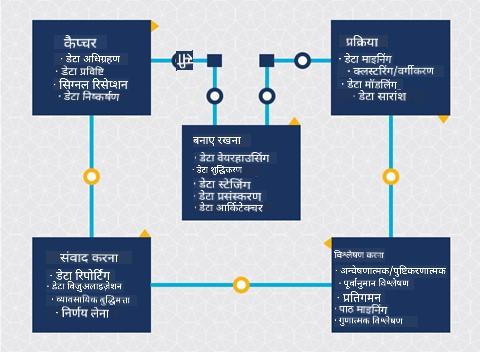 कैप्चर
· डेटा अधिग्रहण
· डेटा प्रविष्टि
· सिग्नल रिसेप्शन
· डेटा निष्कर्षण
प्रक्रिया
· डेटा माइनिंग
· क्लस्टरिंग/वर्गीकरण
· डेटा मॉडलिंग
· डेटा सारांश
बनाए रखना
· डेटा वेयरहाउसिंग
· डेटा शुद्धिकरण
· डेटा स्टेजिंग
· डेटा प्रसंस्करण
· डेटा आर्किटेक्चर
संवाद करना
· डेटा रिपोर्टिंग
· डेटा विज़ुअलाइज़ेशन
· व्यावसायिक बुद्धिमत्ता
· निर्णय लेना
विश्लेषण करना
· अन्वेषणात्मक/पुष्टिकरणात्मक
· पूर्वानुमान विश्लेषण
· प्रतिगमन
· पाठ माइनिंग
· गुणात्मक विश्लेषण